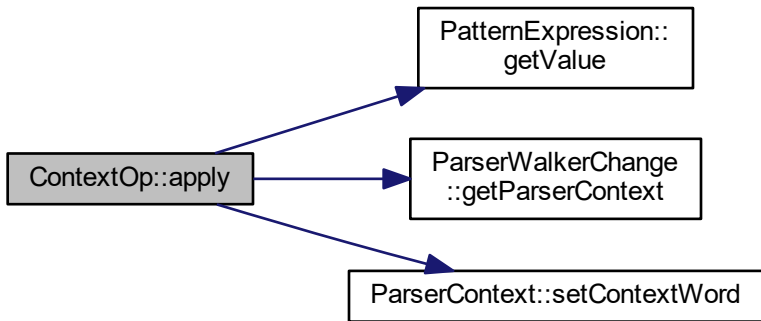 PatternExpression::
getValue
ContextOp::apply
ParserWalkerChange
::getParserContext
ParserContext::setContextWord